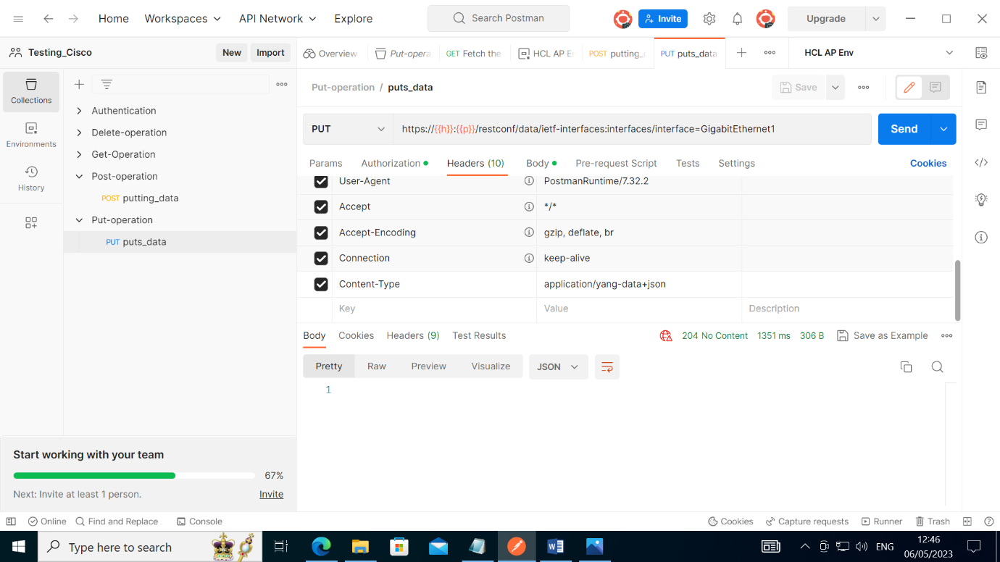 Home Workspaces API Network Explore Search Postman Invite Upgrade
Testing_Cisco New Import Overview Put-opera GET Fetch the HCL AP E POST putting_ PUT puts_data HCL AP Env
Collections
Environments
History
Authentication
Delete-operation
Get-Operation
Post-operation
POST putting_data
Put-operation
PUT puts_data
Start working with your team
67%
Next: Invite at least 1 person. Invite
Put-operation / puts_data Save
PUT https://{{h}}:{{p}}/restconf/data/ietf-interfaces:interfaces/interface=GigabitEthernet1 Send
Params Authorization Headers (10) Body Pre-request Script Tests Settings Cookies
User-Agent PostmanRuntime/7.32.2
Accept */*
Accept-Encoding gzip, deflate, br
Connection keep-alive
Content-Type application/yang-data+json
Key Value Description
Body Cookies Headers (9) Test Results 204 No Content 1351 ms 306 B Save as Example
Pretty Raw Preview Visualize JSON
1
Online Find and Replace Console Cookies Capture requests Runner Trash
Type here to search ENG 12:46
06/05/2023